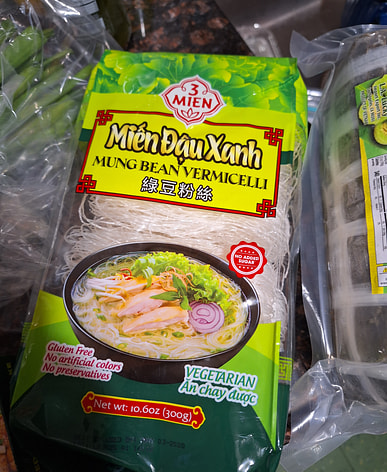 3
MIEN
Miến Đậu Xanh
MUNG BEAN VERMICELLI
綠豆粉絲
NO ADDED
SUGAR
Gluten Free
No artificial colors
No preservatives
VEGETARIAN
Ăn chay được
Net wt: 10.6oz (300g)